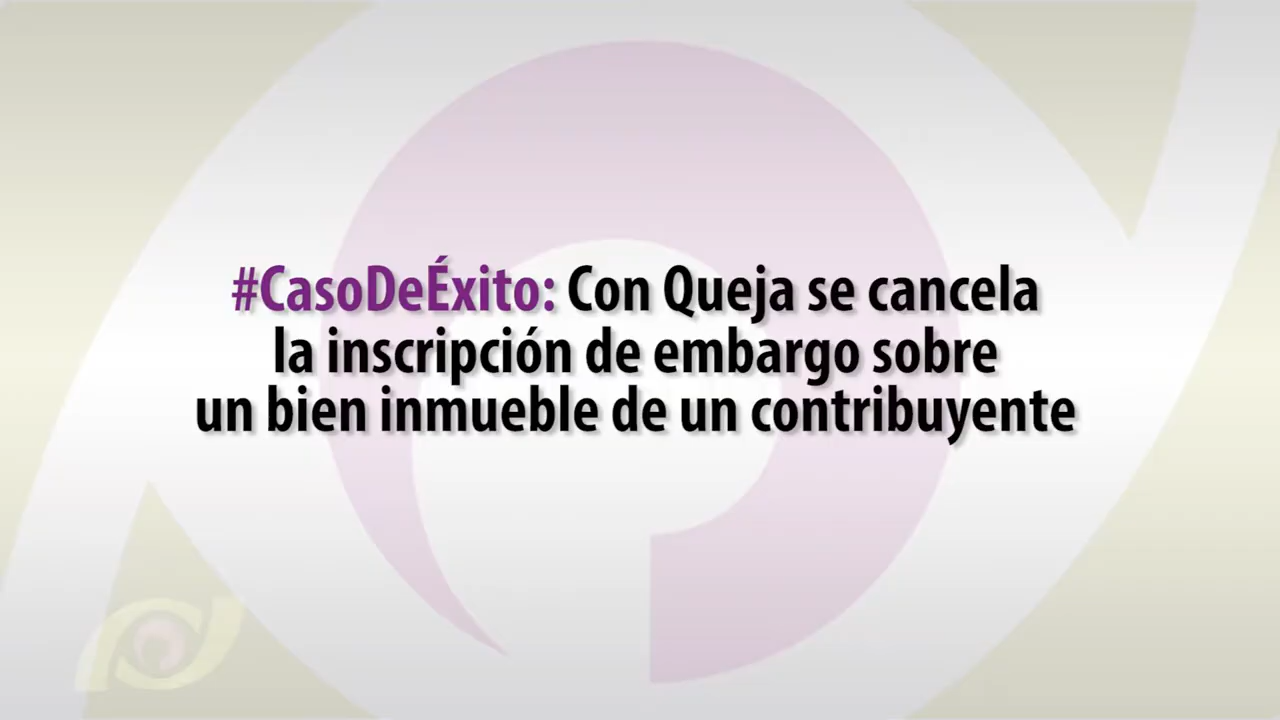 #CasoDeÉxito: Con Queja se cancela
la inscripción de embargo sobre
un bien inmueble de un contribuyente